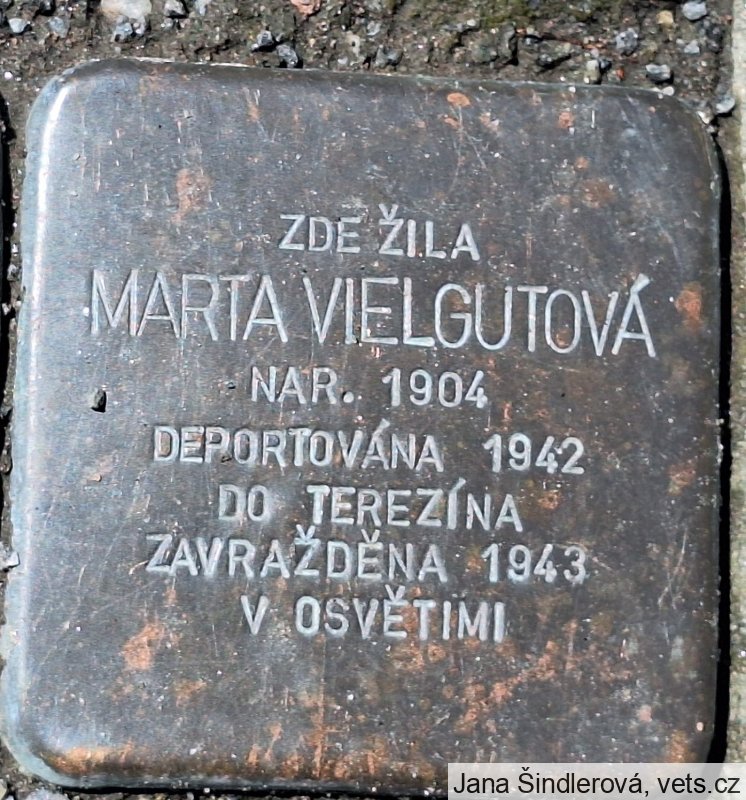 ZDE ŽILA
MARTA VIELGUTOVÁ
NAR. 1904
DEPORTOVÁNA 1942
DO TEREZÍNA
ZAVRAŽDĚNA 1943
V OSVĚTIMI
Jana Šindlerová, vets.cz